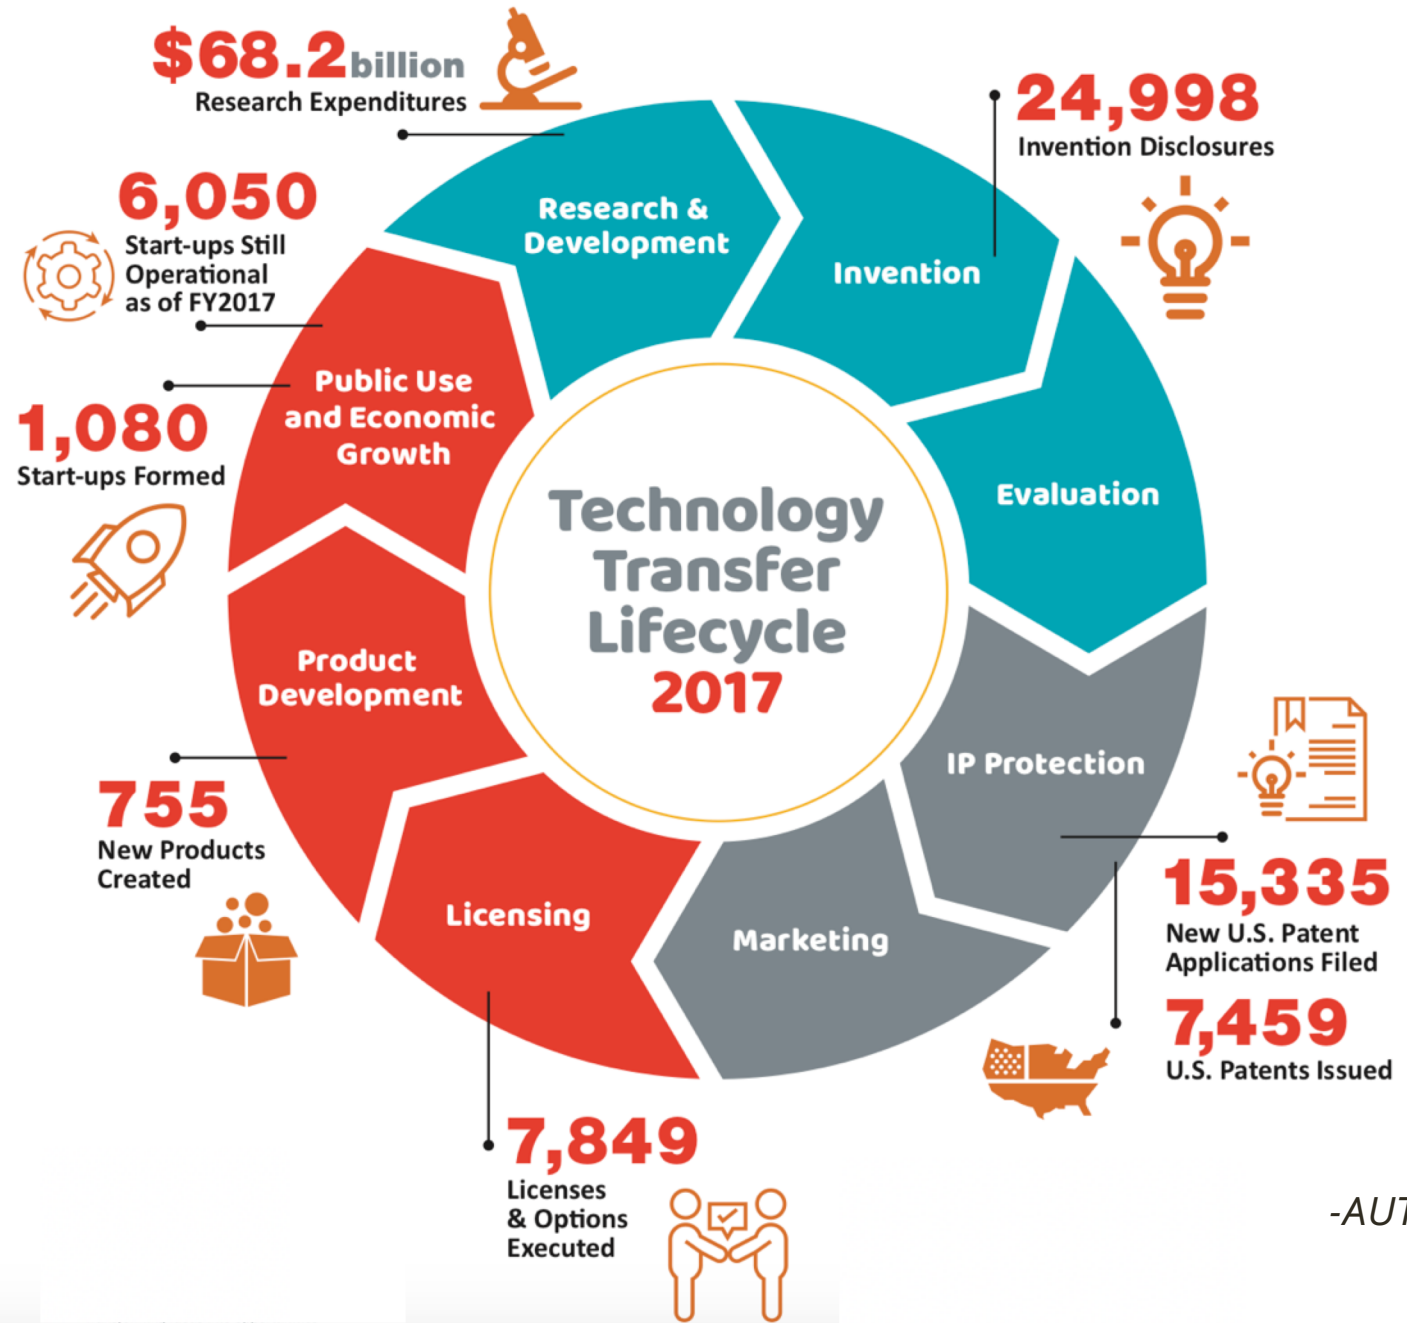 $68.2 billion
Research Expenditures
24,998
Invention Disclosures
6,050
Start-ups Still
Operational
as of FY2017
1,080
Start-ups Formed
Research &
Development
Invention
Evaluation
IP Protection
Marketing
Licensing
Product
Development
Public Use
and Economic
Growth
Technology
Transfer
Lifecycle
2017
755
New Products
Created
15,335
New U.S. Patent
Applications Filed
7,459
U.S. Patents Issued
7,849
Licenses
& Options
Executed